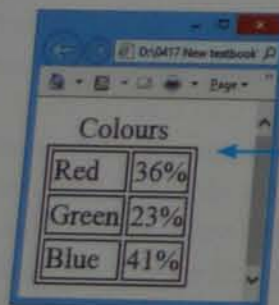 D:\0417 New textbook
Page
Colours
Red 36%
Green 23%
Blue 41%